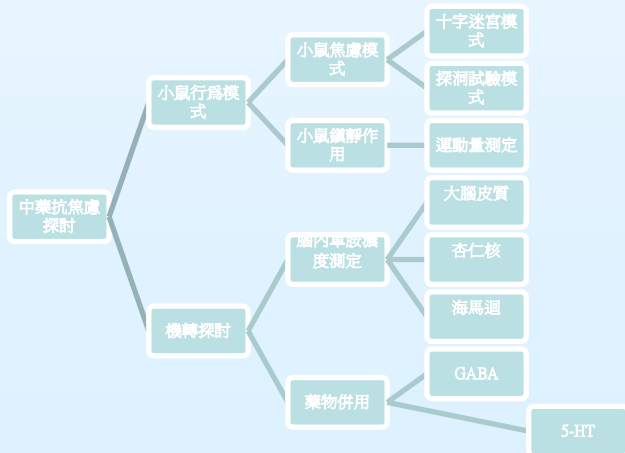 十字迷宮模
式
小鼠焦慮模
式
探洞試驗模
式
小鼠行為模
式
小鼠鎮靜作
用
運動量測定
大腦皮質
中藥抗焦慮
探討
腦內單胺濃
度測定
杏仁核
海馬迴
機轉探討
GABA
藥物併用
5-HT